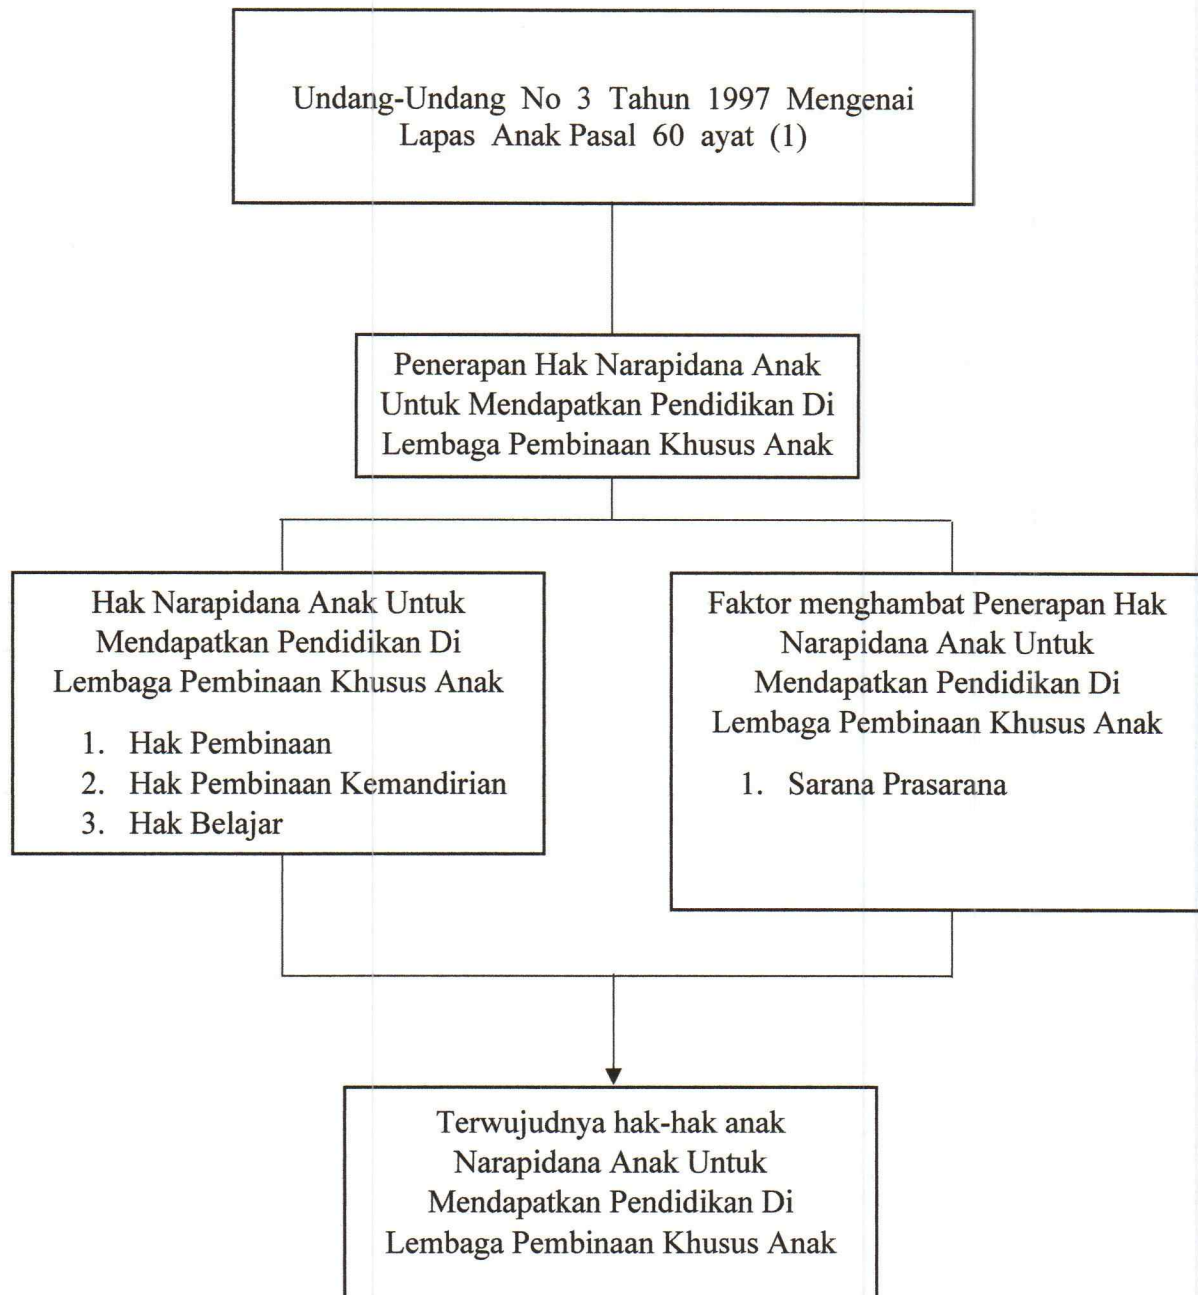 Undang-Undang No 3 Tahun 1997 Mengenai
Lapas Anak Pasal 60 ayat (1)
Penerapan Hak Narapidana Anak
Untuk Mendapatkan Pendidikan Di
Lembaga Pembinaan Khusus Anak
Hak Narapidana Anak Untuk
Mendapatkan Pendidikan Di
Lembaga Pembinaan Khusus Anak
1. Hak Pembinaan
2. Hak Pembinaan Kemandirian
3. Hak Belajar
Faktor menghambat Penerapan Hak
Narapidana Anak Untuk
Mendapatkan Pendidikan Di
Lembaga Pembinaan Khusus Anak
1. Sarana Prasarana
Terwujudnya hak-hak anak
Narapidana Anak Untuk
Mendapatkan Pendidikan Di
Lembaga Pembinaan Khusus Anak